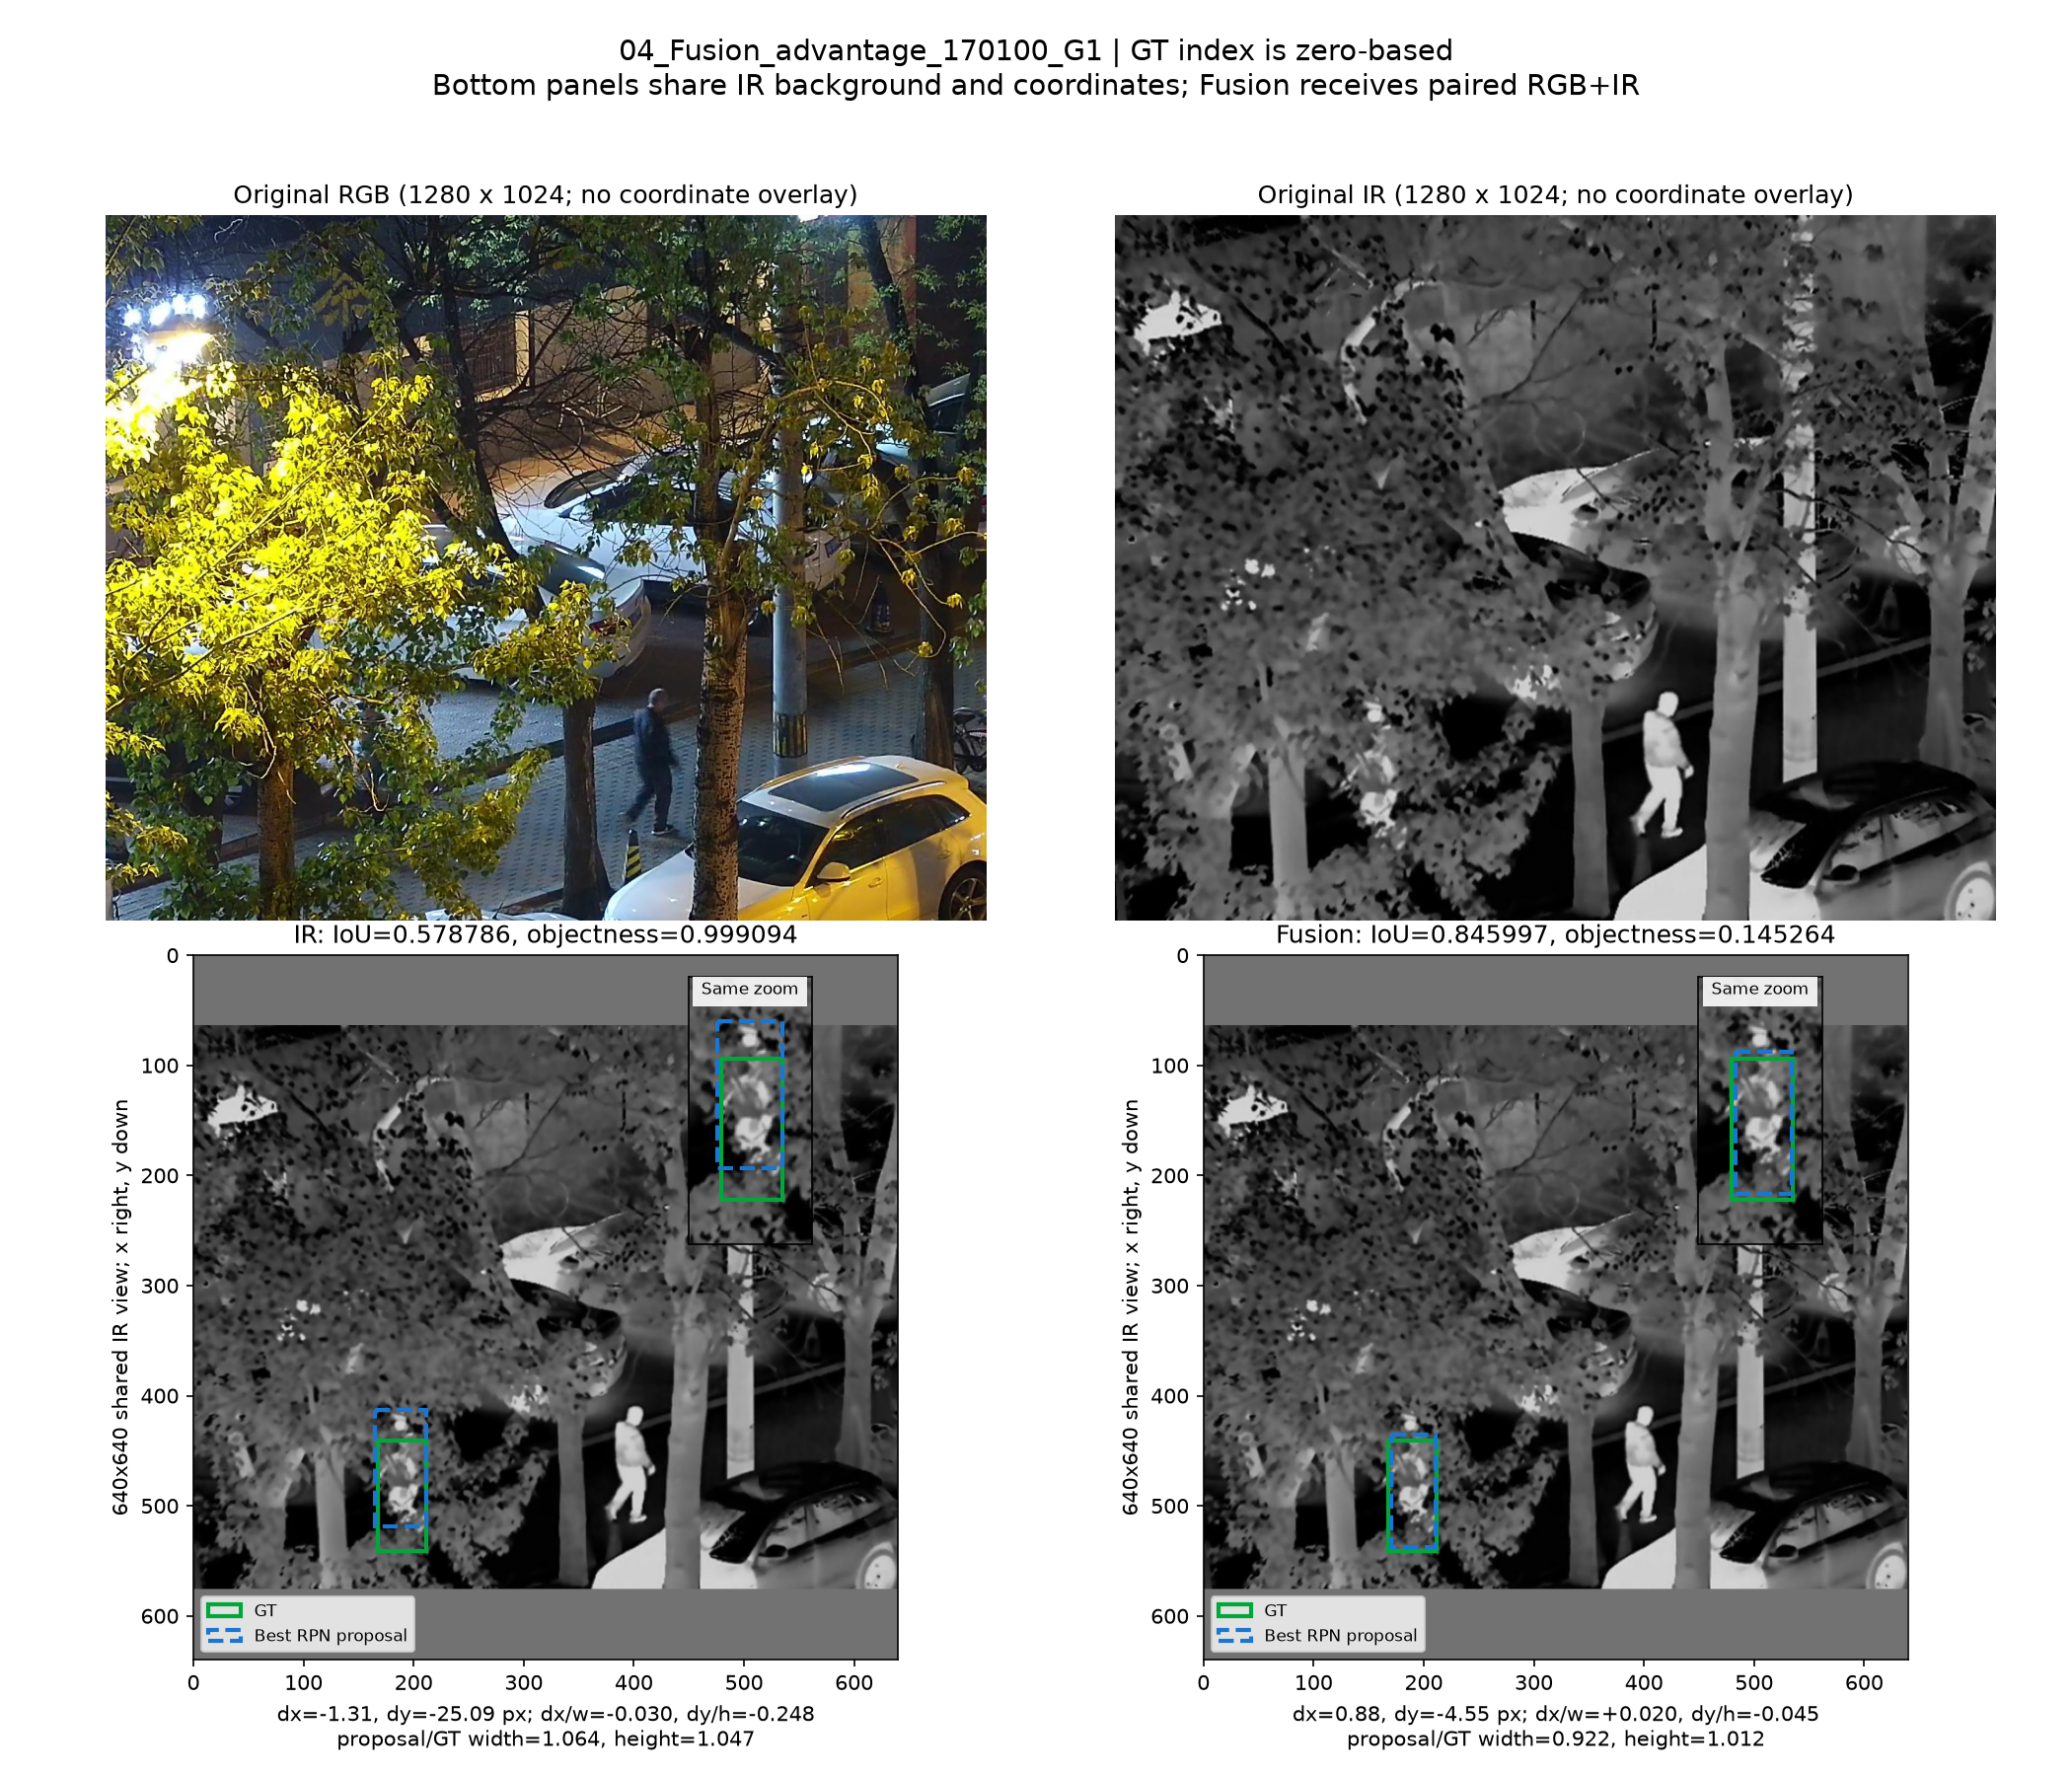 04_Fusion_advantage_170100_G1 | GT index is zero-based
Bottom panels share IR background and coordinates; Fusion receives paired RGB+IR
Original RGB (1280 x 1024; no coordinate overlay)
Original IR (1280 x 1024; no coordinate overlay)
IR: IoU=0.578786, objectness=0.999094
0
100
200
300
400
500
600
640x640 shared IR view; x right, y down
Same zoom
GT
Best RPN proposal
0 100 200 300 400 500 600
dx=-1.31, dy=-25.09 px; dx/w=-0.030, dy/h=-0.248
proposal/GT width=1.064, height=1.047
Fusion: IoU=0.845997, objectness=0.145264
0
100
200
300
400
500
600
640x640 shared IR view; x right, y down
Same zoom
GT
Best RPN proposal
0 100 200 300 400 500 600
dx=0.88, dy=-4.55 px; dx/w=+0.020, dy/h=-0.045
proposal/GT width=0.922, height=1.012